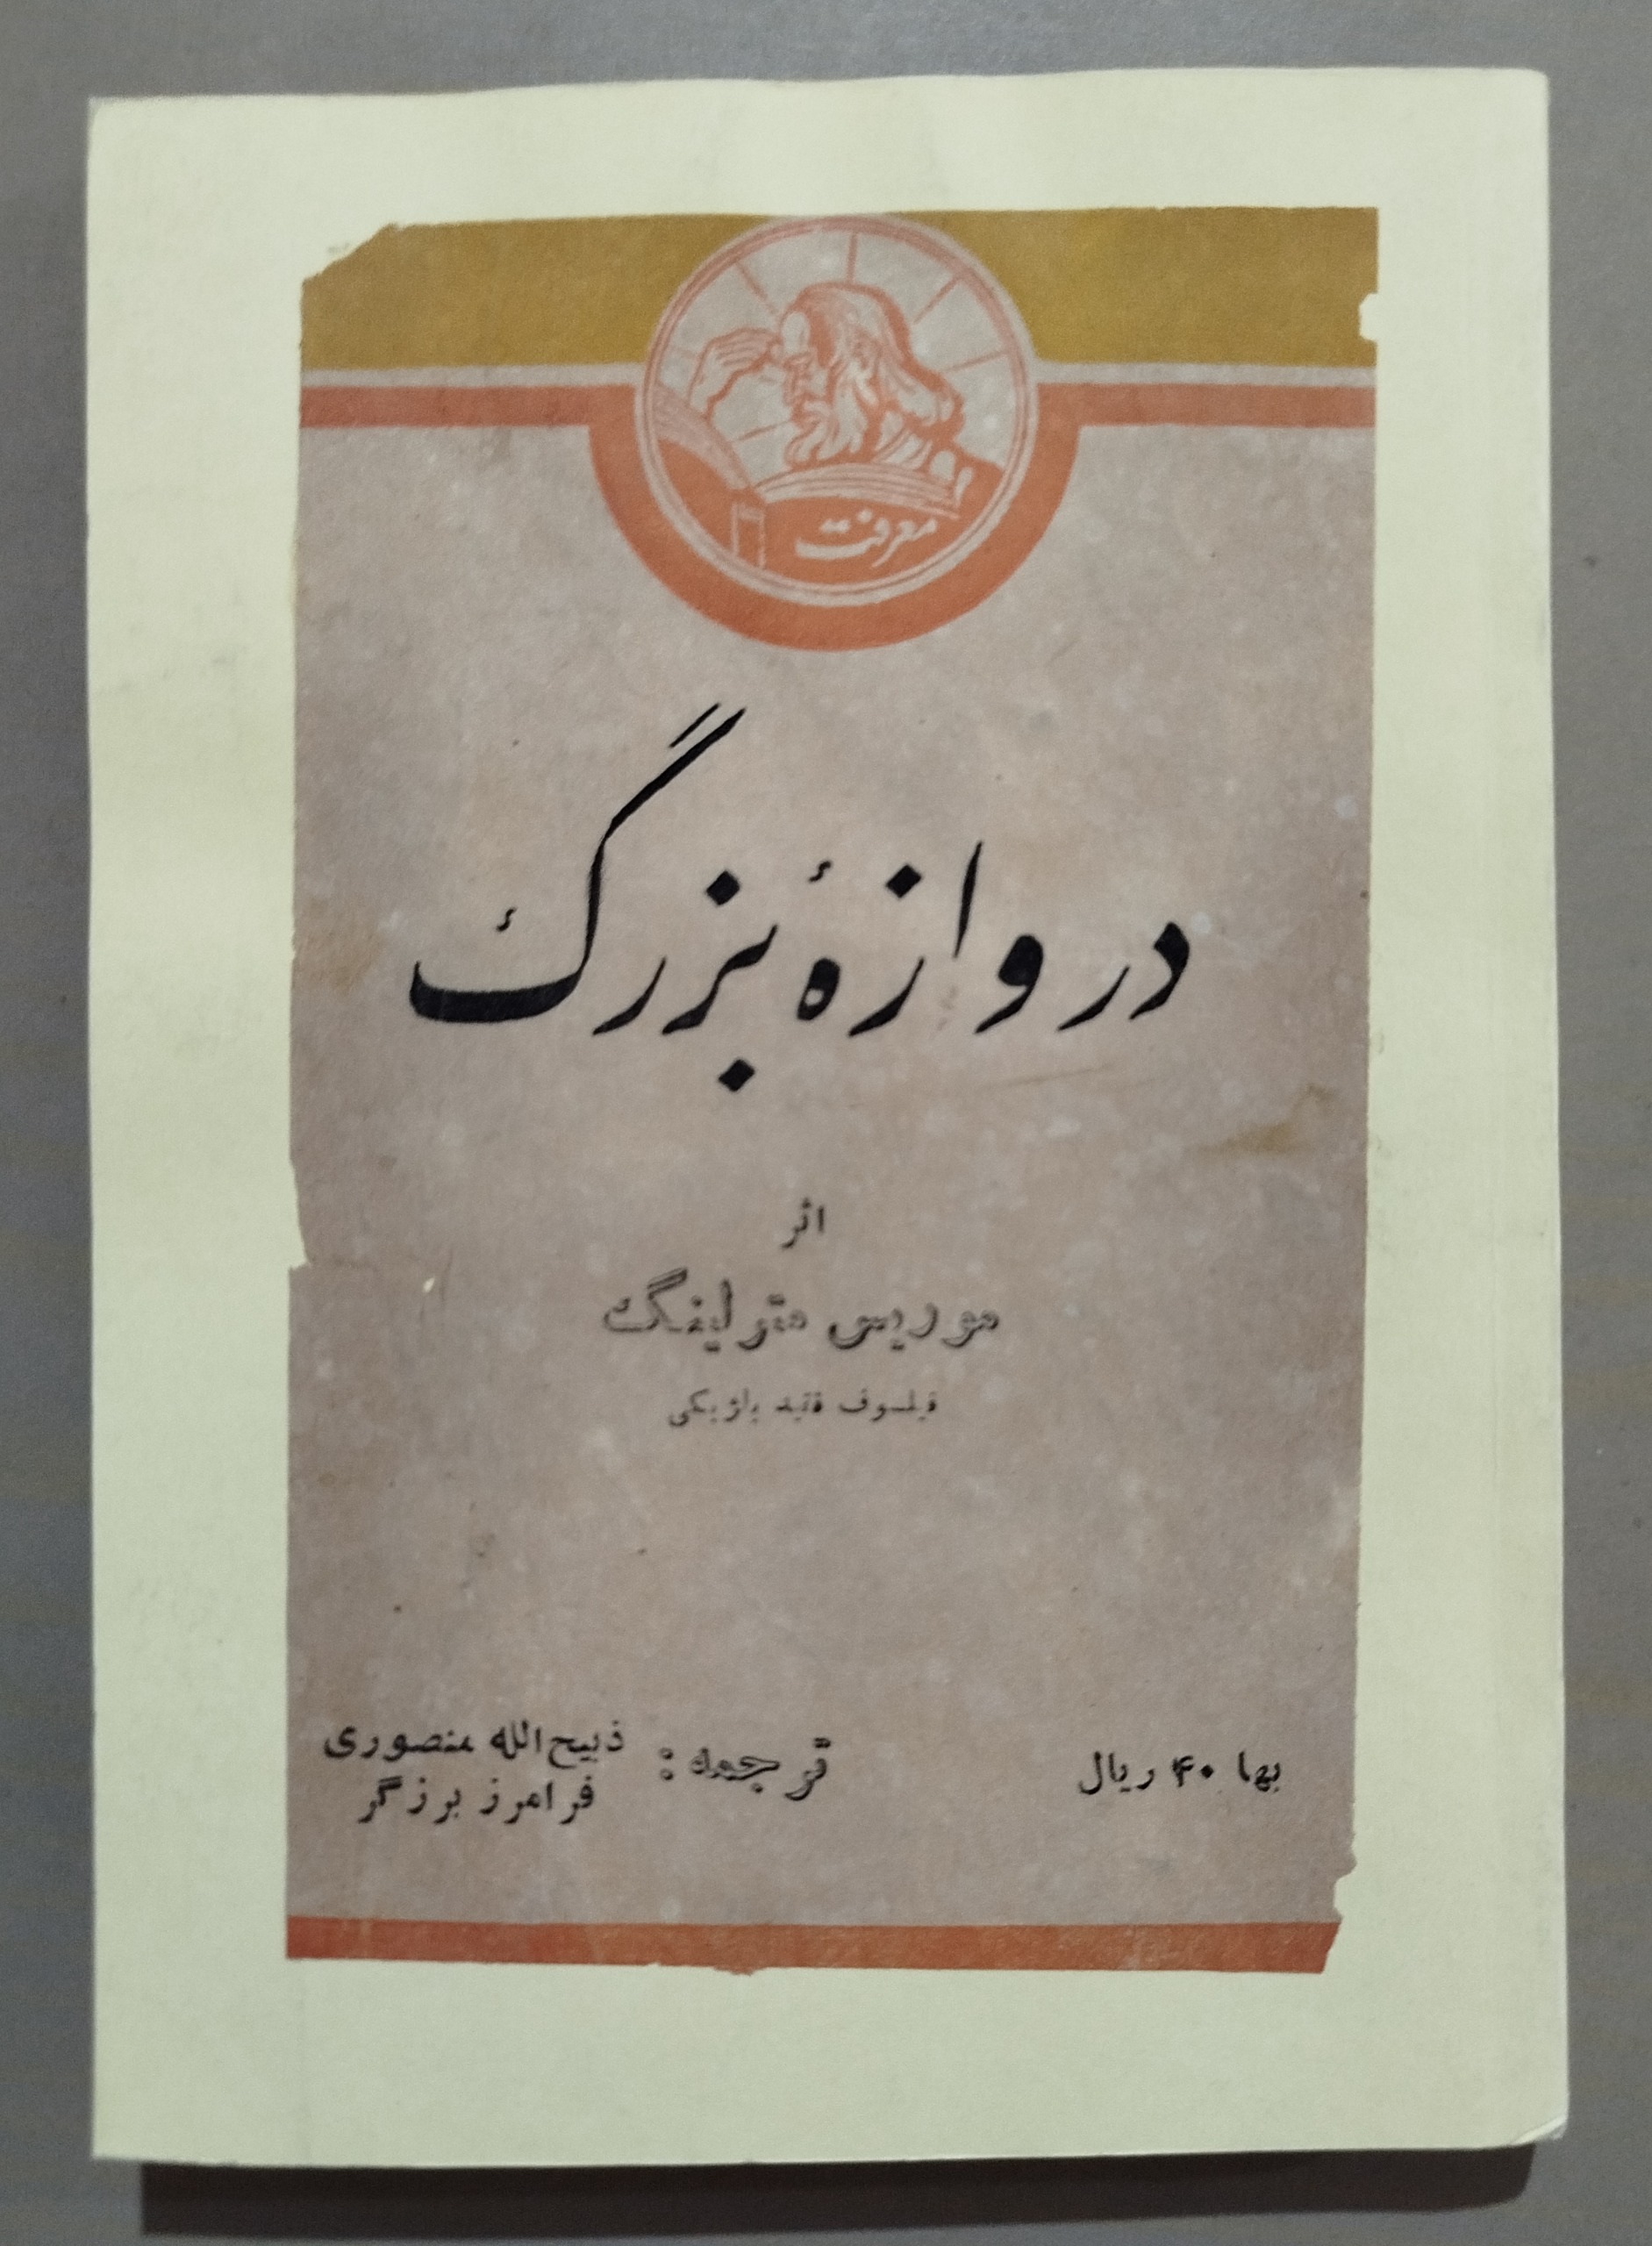 معرفت
دروازهٔ بزرگ
اثر
موریس مترلینگ
فیلسوف فقید بلژیکی
بها ۴۰ ریال
ترجمه: ذبیح‌الله منصوری
فرامرز برزگر